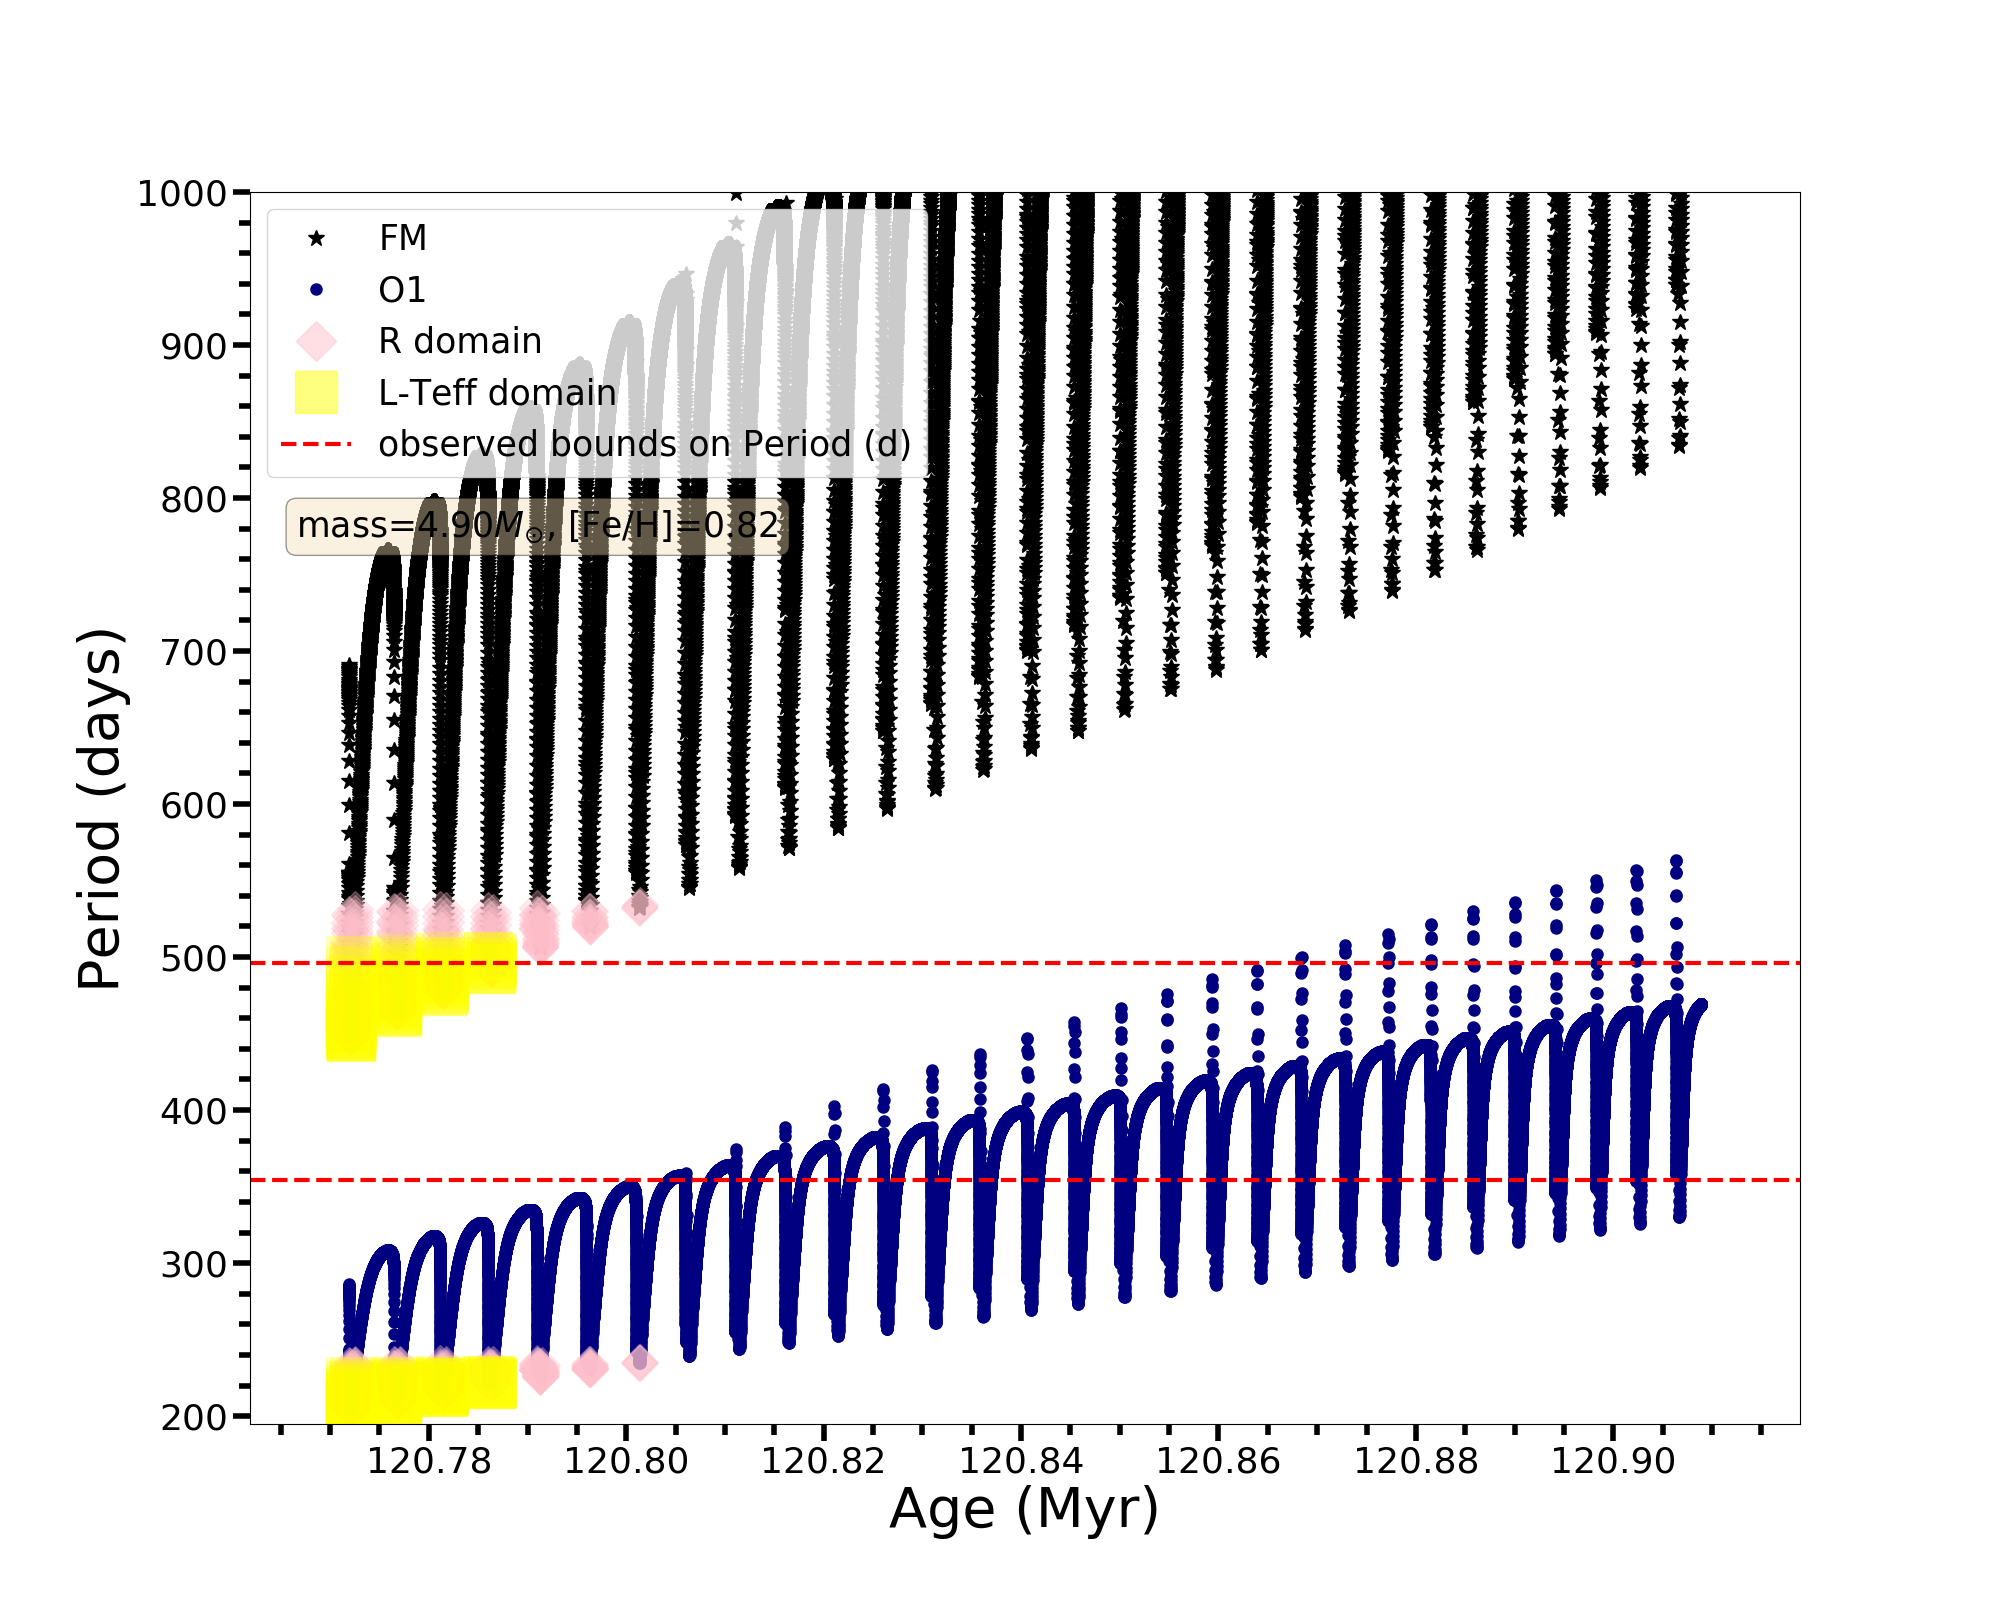 1000
900
800
700
600
500
400
300
200
Period (days)
FM
O1
R domain
L-Teff domain
observed bounds on Period (d)
mass=4.90M⊙, [Fe/H]=0.82
120.78 120.80 120.82 120.84 120.86 120.88 120.90
Age (Myr)